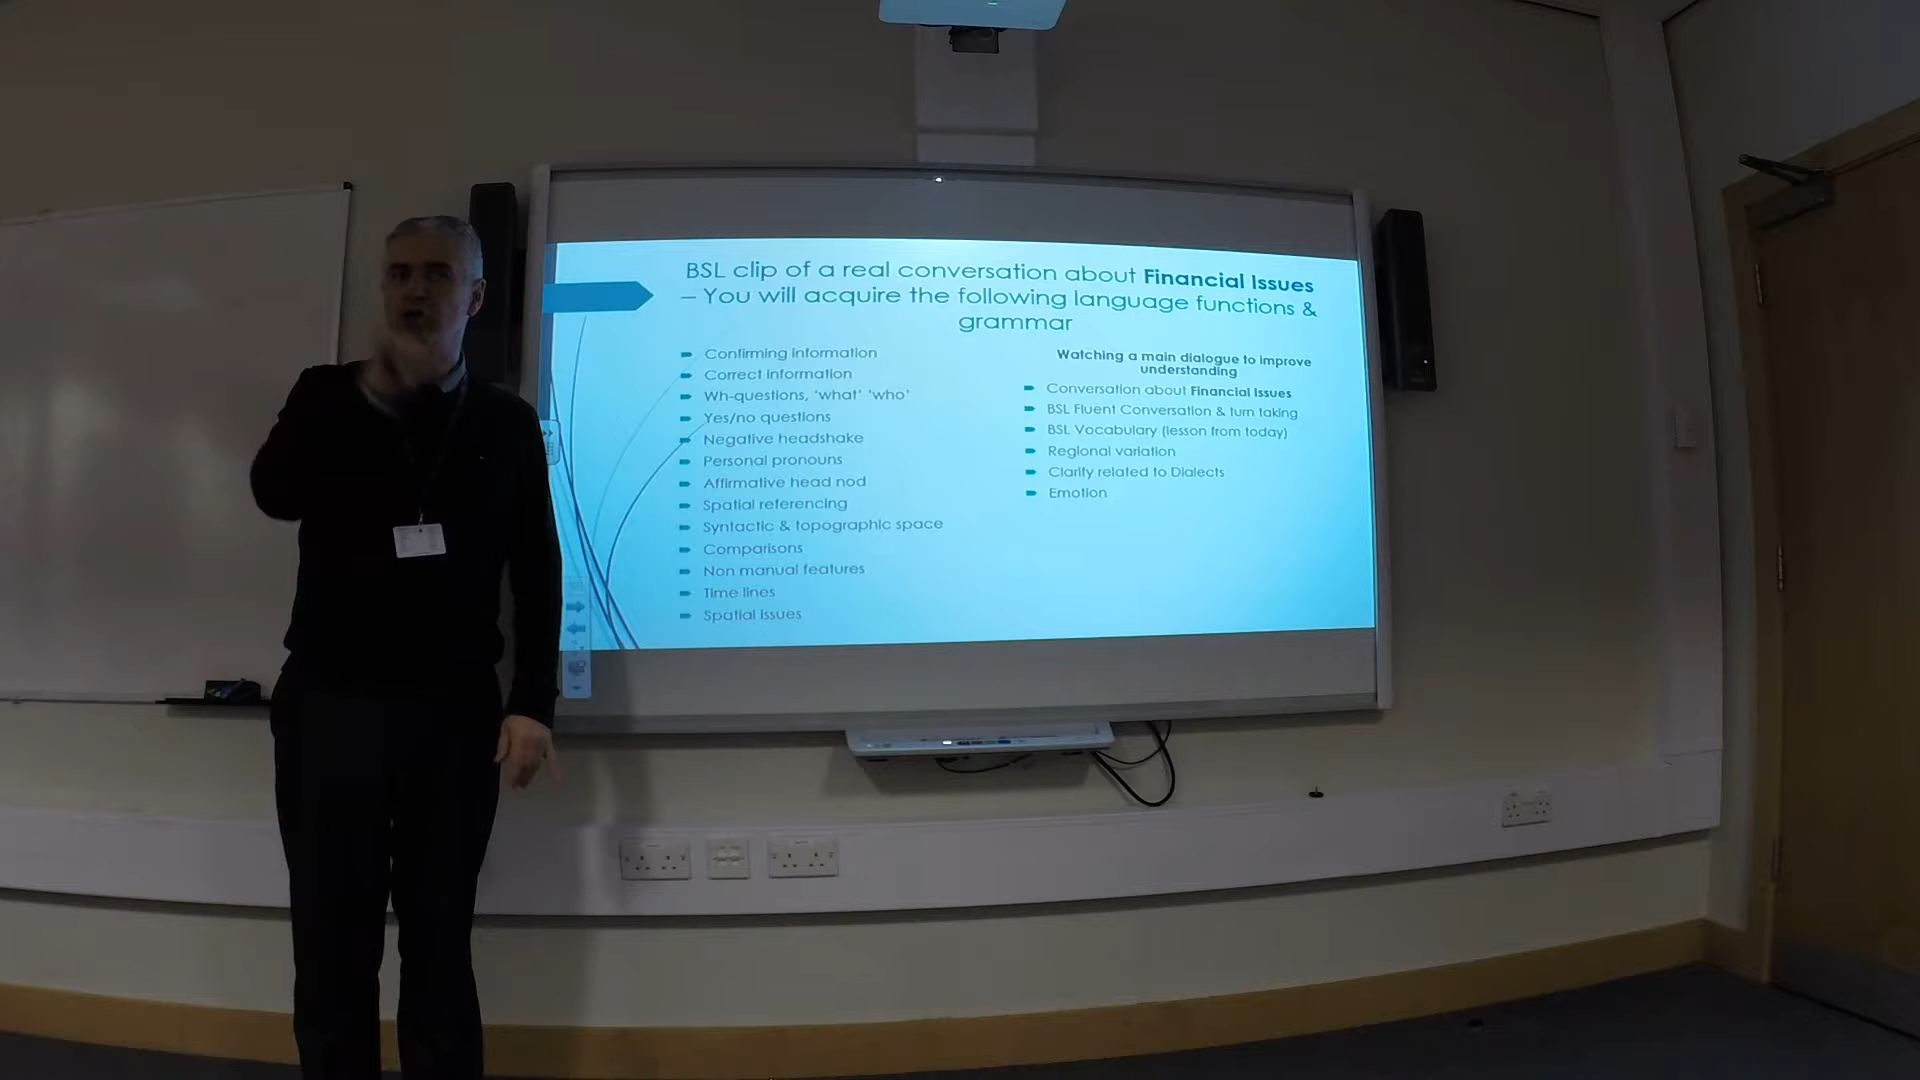 BSL clip of a real conversation about Financial Issues
– You will acquire the following language functions &
grammar
Confirming information
Correct information
Wh-questions, ‘what’ ‘who’
Yes/no questions
Negative headshake
Personal pronouns
Affirmative head nod
Spatial referencing
Syntactic & topographic space
Comparisons
Non manual features
Time lines
Spatial issues
Watching a main dialogue to improve
understanding
Conversation about Financial Issues
BSL Fluent Conversation & turn taking
BSL Vocabulary (lesson from today)
Regional variation
Clarify related to Dialects
Emotion